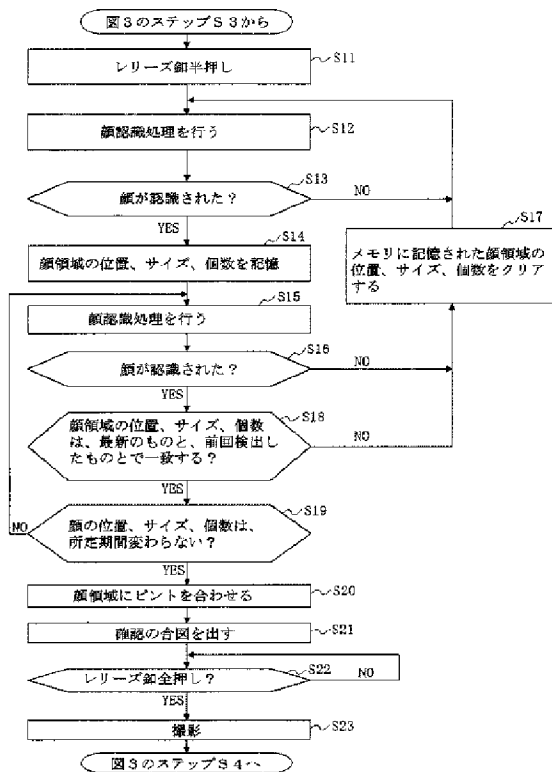 図3のステップS3から
レリーズ釦半押し
S11
顔認識処理を行う
S12
顔が認識された?
S13
NO
YES
S17
メモリに記憶された顔領域の
位置、サイズ、個数をクリア
する
顔領域の位置、サイズ、個数を記憶
S14
顔認識処理を行う
S15
顔が認識された?
S16
NO
YES
顔領域の位置、サイズ、個数
は、最新のものと、前回検出し
たものとで一致する?
S18
NO
YES
顔の位置、サイズ、個数は、
所定期間変わらない?
S19
NO
YES
顔領域にピントを合わせる
S20
確認の合図を出す
S21
レリーズ釦全押し?
S22
NO
YES
撮影
S23
図3のステップS4へ